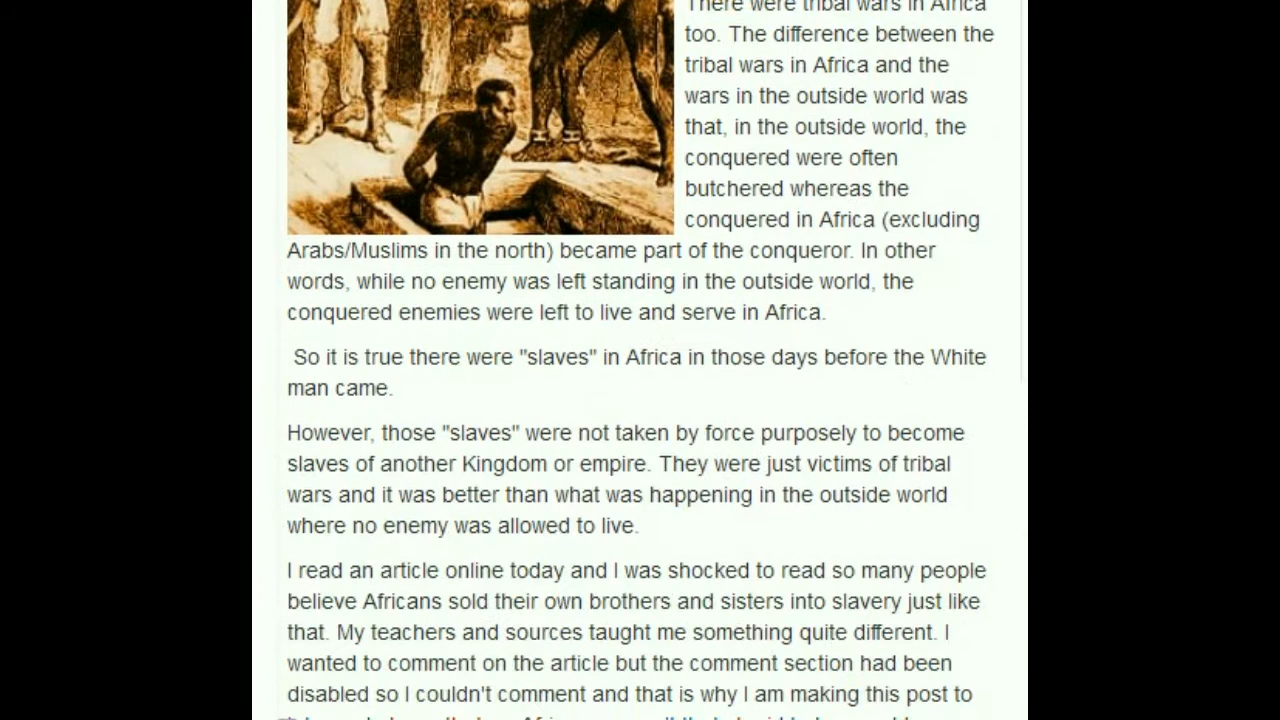 There were tribal wars in Africa
too. The difference between the
tribal wars in Africa and the
wars in the outside world was
that, in the outside world, the
conquered were often
butchered whereas the
conquered in Africa (excluding
Arabs/Muslims in the north) became part of the conqueror. In other
words, while no enemy was left standing in the outside world, the
conquered enemies were left to live and serve in Africa.
So it is true there were "slaves" in Africa in those days before the White
man came.
However, those "slaves" were not taken by force purposely to become
slaves of another Kingdom or empire. They were just victims of tribal
wars and it was better than what was happening in the outside world
where no enemy was allowed to live.
I read an article online today and I was shocked to read so many people
believe Africans sold their own brothers and sisters into slavery just like
that. My teachers and sources taught me something quite different. I
wanted to comment on the article but the comment section had been
disabled so I couldn't comment and that is why I am making this post to